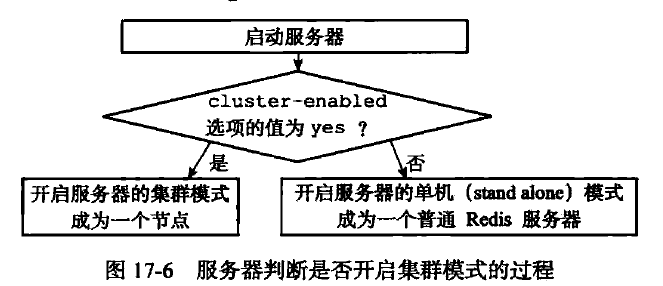 启动服务器
cluster-enabled
选项的值为 yes ？
是
否
开启服务器的集群模式
成为一个节点
开启服务器的单机（stand alone）模式
成为一个普通 Redis 服务器
图 17-6 服务器判断是否开启集群模式的过程